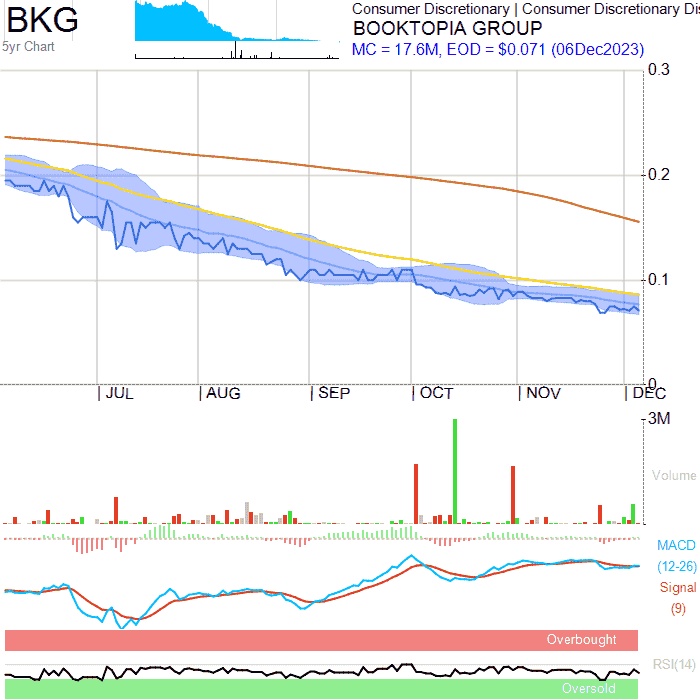 BKG
5yr Chart
Consumer Discretionary | Consumer Discretionary Dis
BOOKTOPIA GROUP
MC = 17.6M, EOD = $0.071 (06Dec2023)
0.3
0.2
0.1
0
JUL AUG SEP OCT NOV DEC
3M
Volume
MACD
(12-26)
Signal
(9)
Overbought
RSI(14)
Oversold